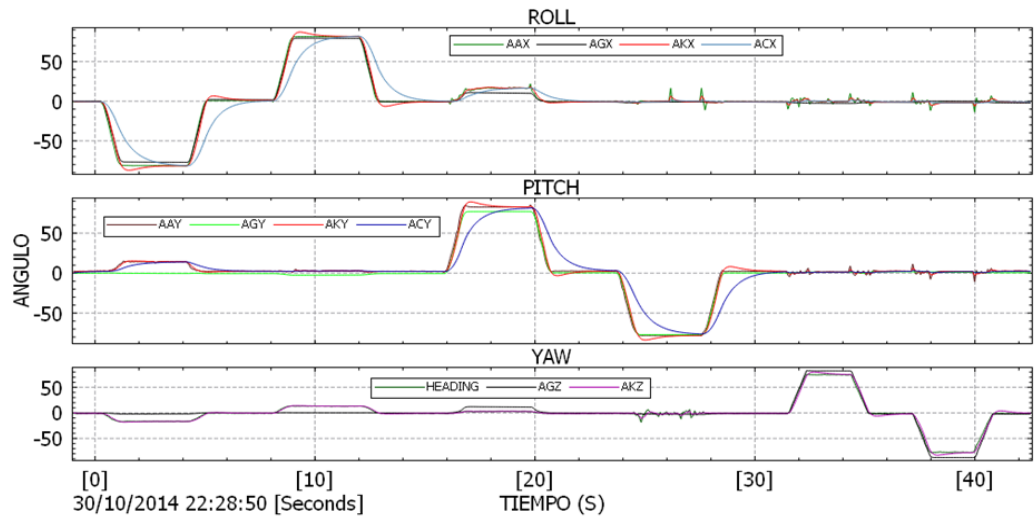 ROLL
AAX AGX AKX ACX
50
0
-50
PITCH
AAY AGY AKY ACY
50
0
-50
ANGULO
YAW
HEADING AGZ AKZ
50
0
-50
[0] [10] [20] [30] [40]
30/10/2014 22:28:50 [Seconds] TIEMPO (S)